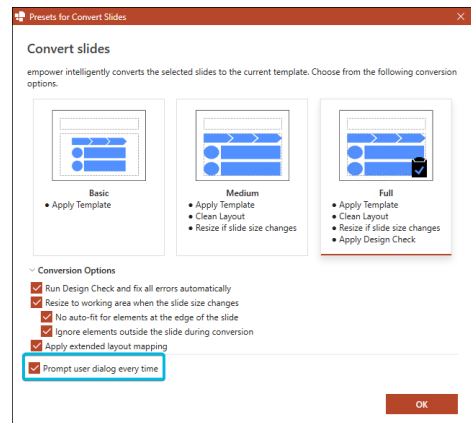 Presets for Convert Slides
Convert slides
empower intelligently converts the selected slides to the current template. Choose from the following conversion
options.
Basic
• Apply Template
Medium
• Apply Template
• Clean Layout
• Resize if slide size changes
Full
• Apply Template
• Clean Layout
• Resize if slide size changes
• Apply Design Check
Conversion Options
Run Design Check and fix all errors automatically
Resize to working area when the slide size changes
No auto-fit for elements at the edge of the slide
Ignore elements outside the slide during conversion
Apply extended layout mapping
Prompt user dialog every time
OK